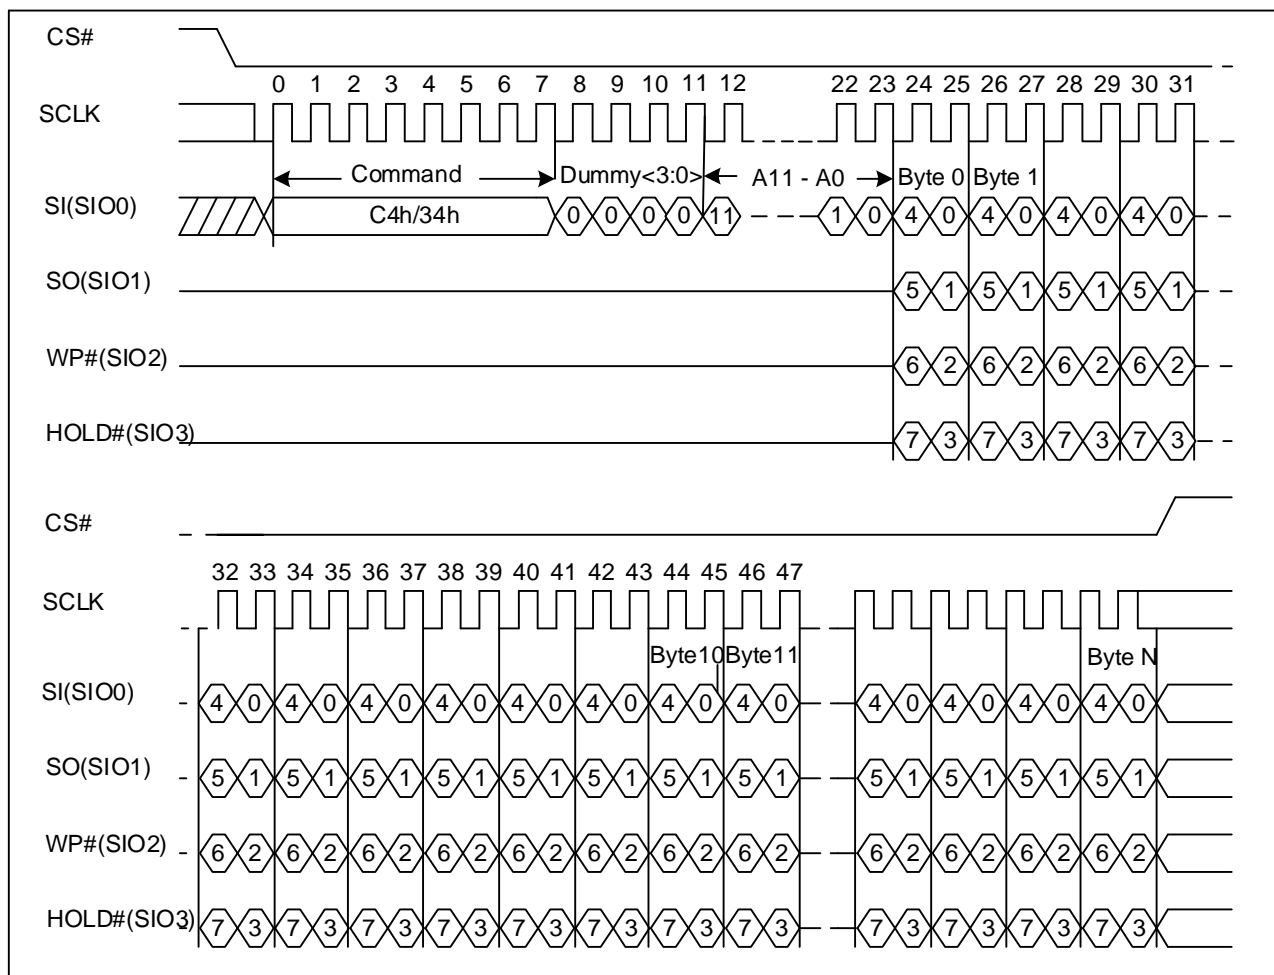 CS#
0 1 2 3 4 5 6 7 8 9 10 11 12 22 23 24 25 26 27 28 29 30 31
SCLK
Command Dummy<3:0> A11 - A0 Byte 0 Byte 1
SI(SIO0) C4h/34h 0 0 0 0 11 1 0 4 0 4 0 4 0 4 0
SO(SIO1) 5 1 5 1 5 1 5 1
WP#(SIO2) 6 2 6 2 6 2 6 2
HOLD#(SIO3) 7 3 7 3 7 3 7 3
CS#
32 33 34 35 36 37 38 39 40 41 42 43 44 45 46 47
SCLK
Byte10 Byte11 Byte N
SI(SIO0) 4 0 4 0 4 0 4 0 4 0 4 0 4 0 4 0 4 0 4 0 4 0 4 0
SO(SIO1) 5 1 5 1 5 1 5 1 5 1 5 1 5 1 5 1 5 1 5 1 5 1 5 1
WP#(SIO2) 6 2 6 2 6 2 6 2 6 2 6 2 6 2 6 2 6 2 6 2 6 2 6 2
HOLD#(SIO3) 7 3 7 3 7 3 7 3 7 3 7 3 7 3 7 3 7 3 7 3 7 3 7 3